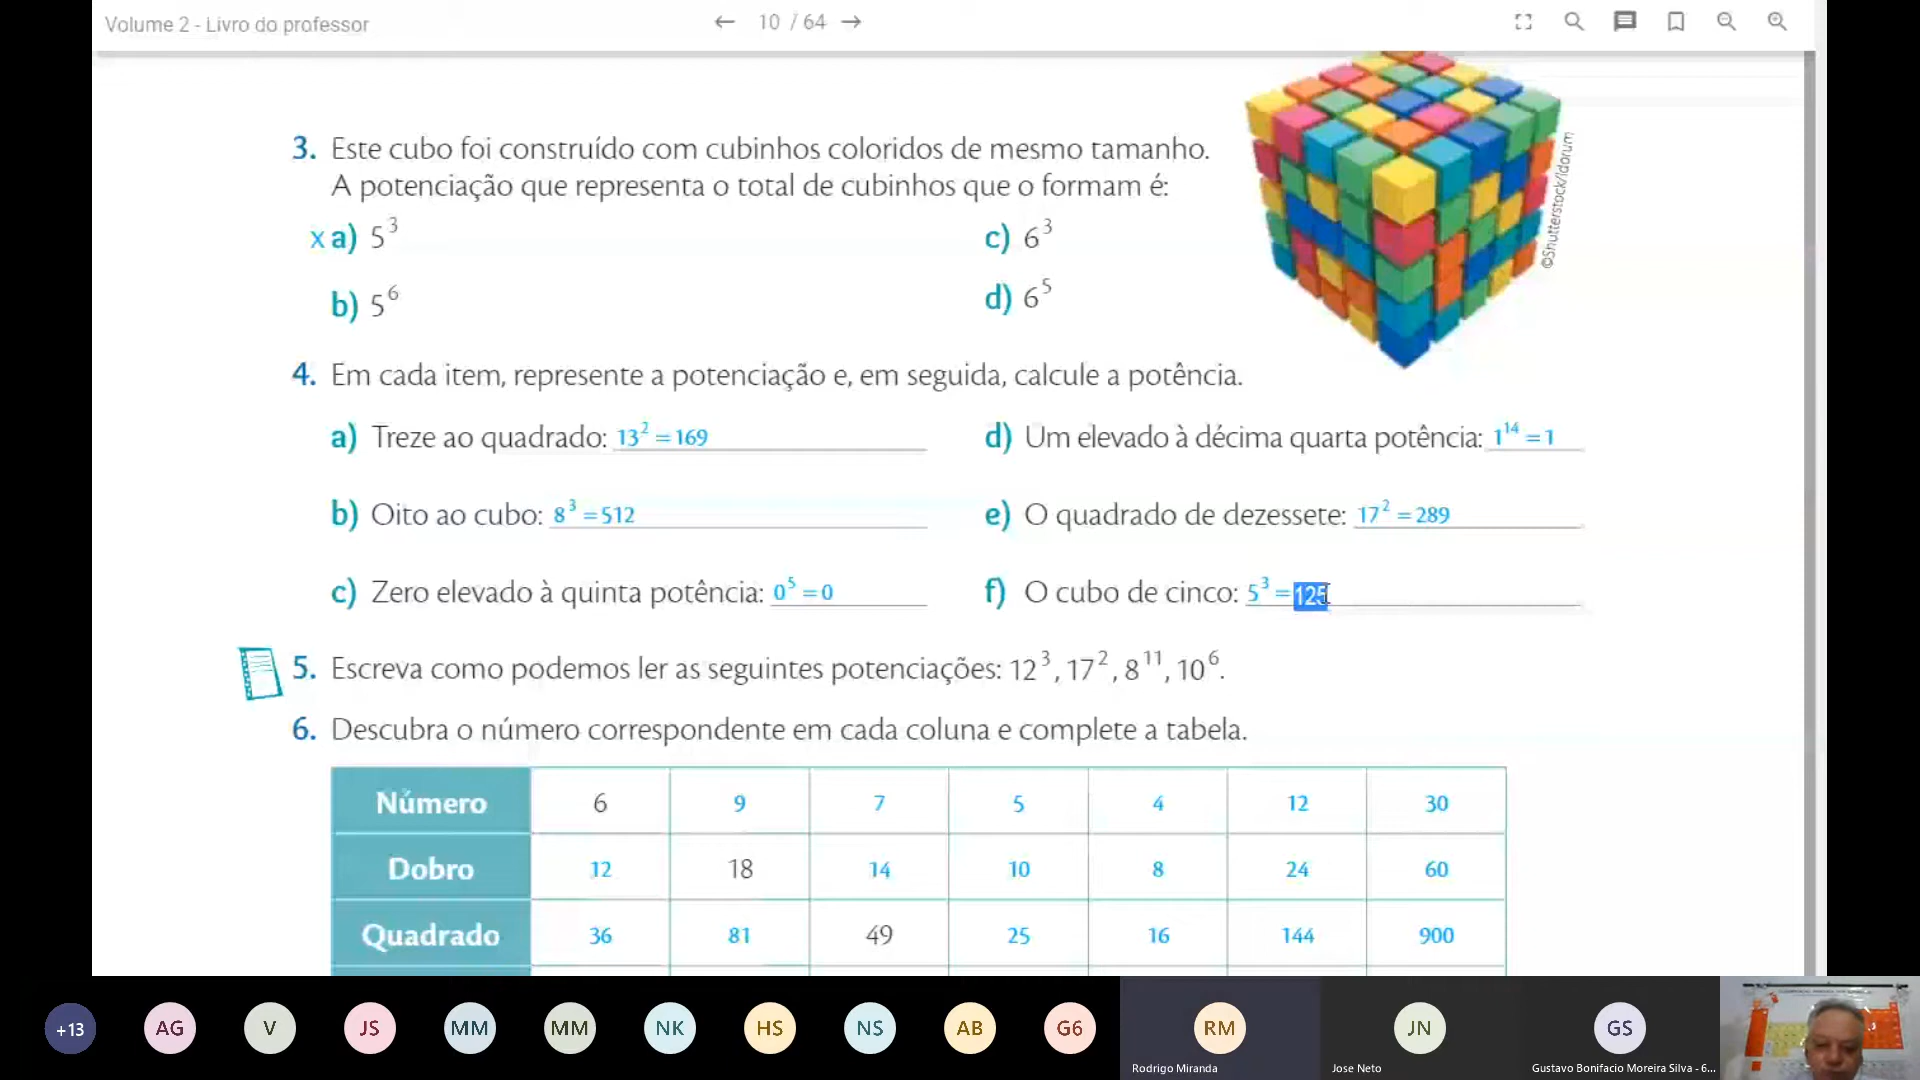 Volume 2 - Livro do professor
10 / 64
3. Este cubo foi construído com cubinhos coloridos de mesmo tamanho.
A potenciação que representa o total de cubinhos que o formam é:
x a) 5³
c) 6³
b) 5⁶
d) 6⁵
©Shutterstock/Idorum
4. Em cada item, represente a potenciação e, em seguida, calcule a potência.
a) Treze ao quadrado: 13² = 169
d) Um elevado à décima quarta potência: 1¹⁴ = 1
b) Oito ao cubo: 8³ = 512
e) O quadrado de dezessete: 17² = 289
c) Zero elevado à quinta potência: 0⁵ = 0
f) O cubo de cinco: 5³ = 125
5. Escreva como podemos ler as seguintes potenciações: 12³, 17², 8¹¹, 10⁶.
6. Descubra o número correspondente em cada coluna e complete a tabela.
Número 6 9 7 5 4 12 30
Dobro 12 18 14 10 8 24 60
Quadrado 36 81 49 25 16 144 900
+13 AG V JS MM MM NK HS NS AB G6 RM JN GS
Rodrigo Miranda Jose Neto Gustavo Bonifacio Moreira Silva - 6...